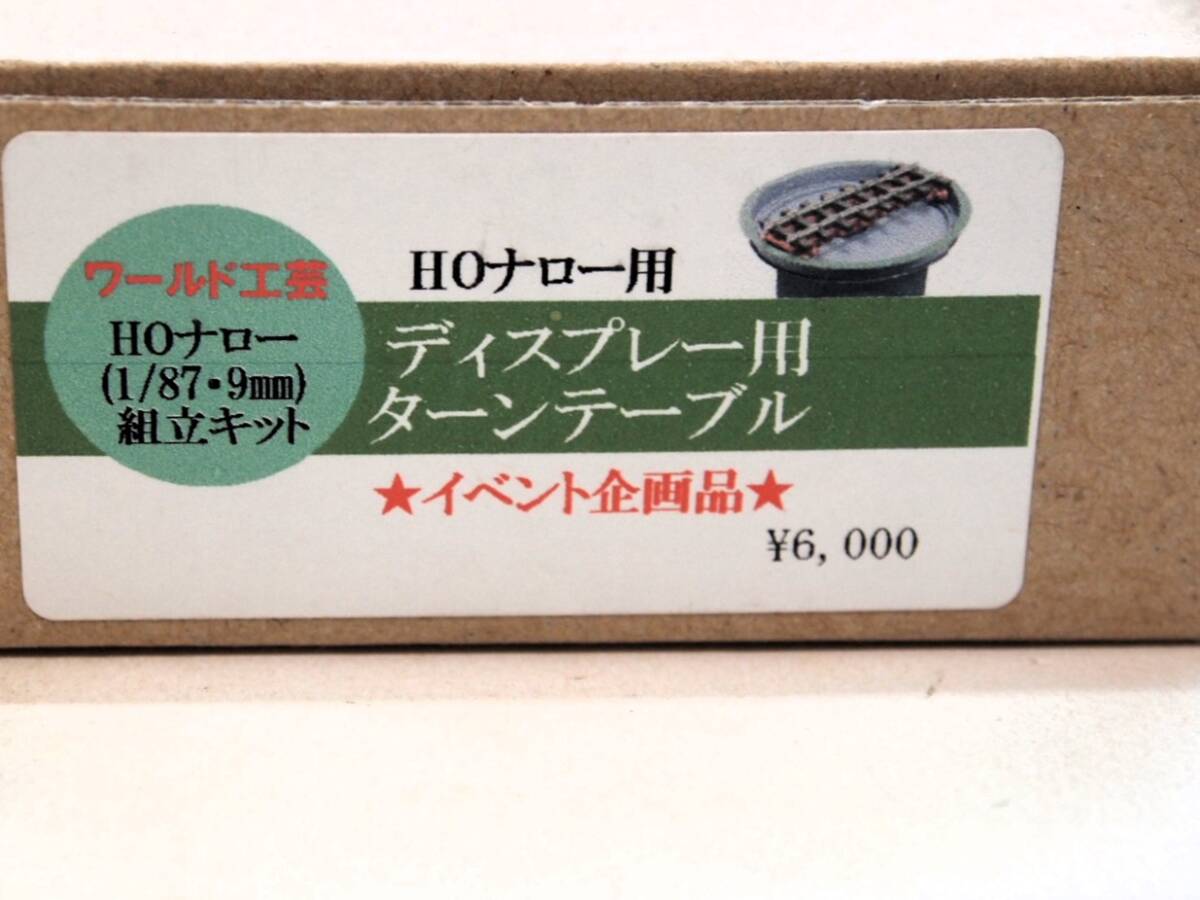 ワールド工芸
HOナロー
(1/87・9mm)
組立キット
HOナロー用
ディスプレー用
ターンテーブル
★イベント企画品★
¥6,000